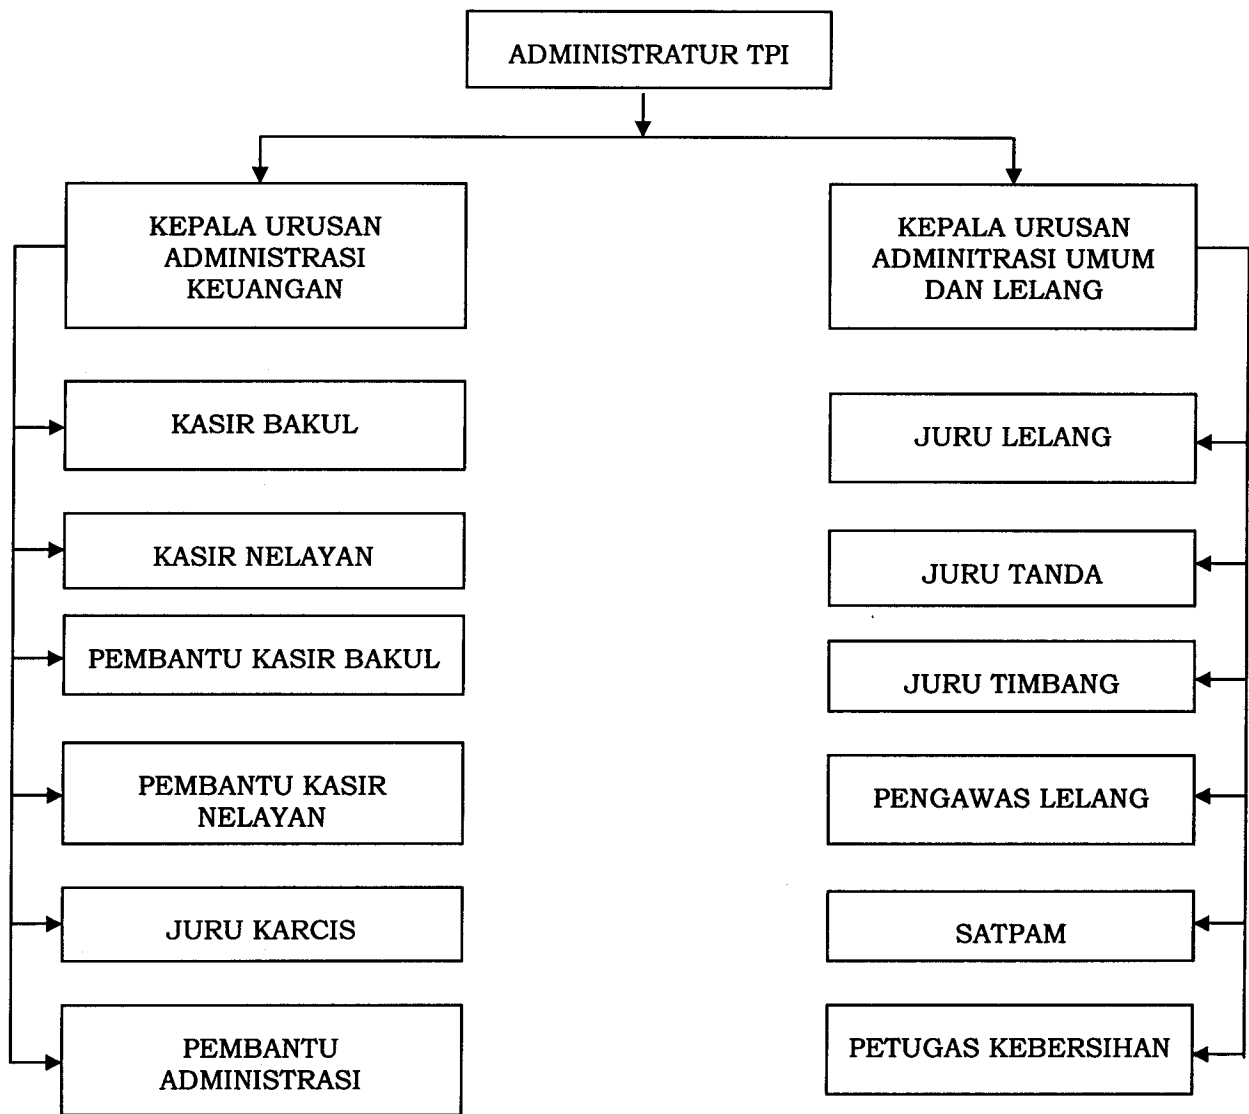 ADMINISTRATUR TPI
KEPALA URUSAN
ADMINISTRASI
KEUANGAN
KASIR BAKUL
KASIR NELAYAN
PEMBANTU KASIR BAKUL
PEMBANTU KASIR
NELAYAN
JURU KARCIS
PEMBANTU
ADMINISTRASI
KEPALA URUSAN
ADMINITRASI UMUM
DAN LELANG
JURU LELANG
JURU TANDA
JURU TIMBANG
PENGAWAS LELANG
SATPAM
PETUGAS KEBERSIHAN